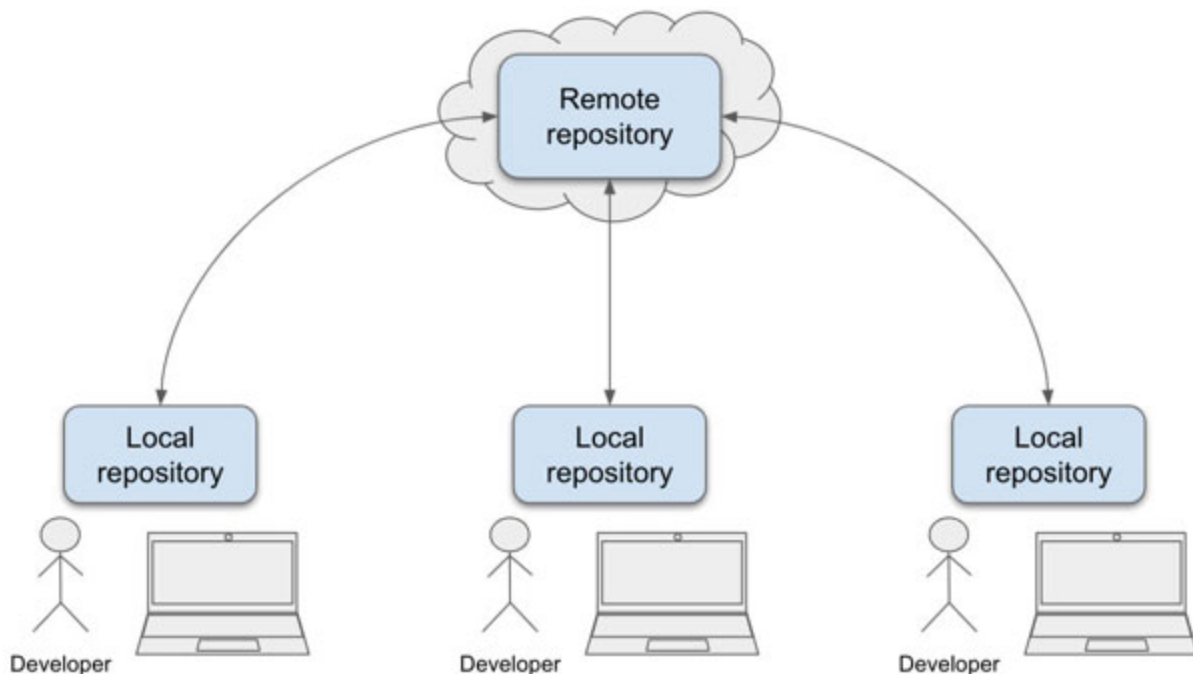 Remote
repository
Local
repository
Local
repository
Local
repository
Developer
Developer
Developer